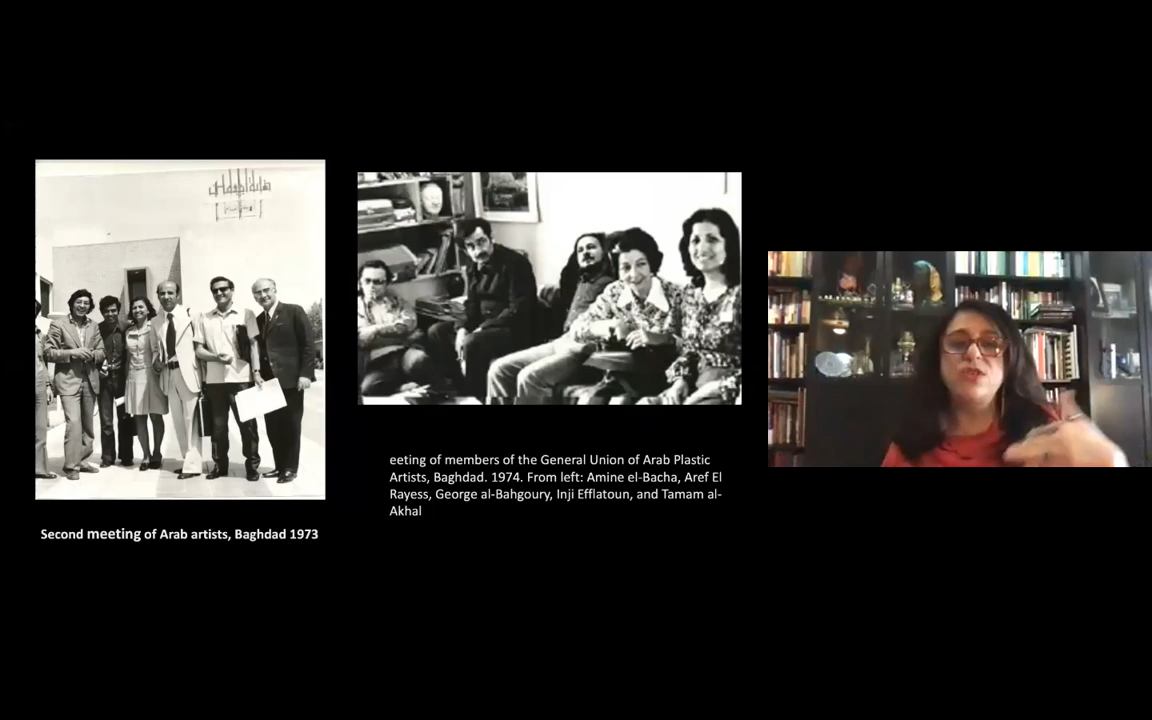 Second meeting of Arab artists, Baghdad 1973
eeting of members of the General Union of Arab Plastic
Artists, Baghdad. 1974. From left: Amine el-Bacha, Aref El
Rayess, George al-Bahgoury, Inji Efflatoun, and Tamam al-
Akhal